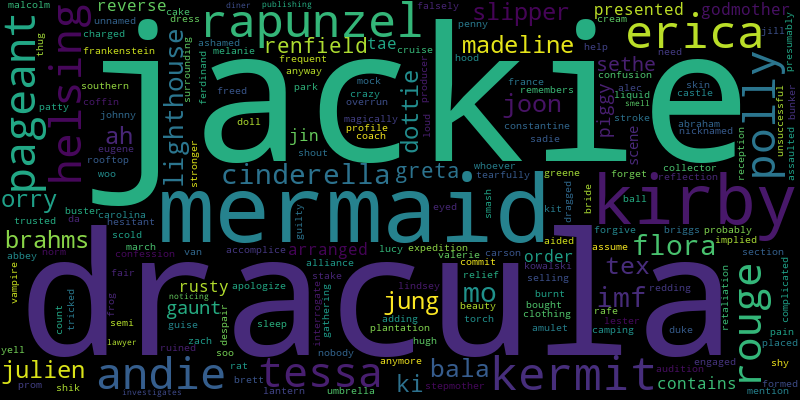 malcolm
reverse
cake
diner
publishing
falsely
penny
presented
godmother
unnamed
dress
rapunzel
slipper
cream
jill
thug
charged
ashamed
renfield
tae
cruise
madeline
help
erica
presumably
frankenstein
melanie
frequent
hood
need
pageant
helsing
southern
surrounding
ferdinand
anyway
mock
producer
france
confusion
sethe
coffin
park
crazy
loud
remembers
alec
skin
patty
johnny
freed
overrun
joon
liquid
castle
bunker
lighthouse
jackie
magically
dottie
constantine
smell
piggy
polly
unsuccessful
ah
doll
profile
stroke
abraham
eugene
jin
coach
sadie
scene
nicknamed
rooftop
stronger
shout
whoever
reception
assaulted
woo
cinderella
greta
tearfully
greene
forget
collector
reflection
orry
buster
carolina
mermaid
eyed
smash
kit
dragged
bride
ball
kirby
trusted
da
hesitant
guilty
aided
forgive
briggs
probably
brahms
scold
march
van
accomplice
arranged
lucy
expedition
valerie
carson
order
assume
implied
abbey
norm
confession
alliance
relief
kowalski
flora
section
vampire
fair
dracula
stake
lindsey
commit
selling
tex
redding
complicated
noticing
rusty
apologize
interrogate
gathering
jung
mo
beauty
burnt
imf
rafe
retaliation
count
tricked
frog
gaunt
despair
adding
torch
bought
lester
duke
rouge
pain
semi
guise
sleep
plantation
clothing
amulet
camping
placed
lawyer
ruined
zach
soo
nobody
hugh
yell
julien
shik
andie
rat
tessa
anymore
bala
kermit
audition
engaged
shy
prom
brett
lantern
umbrella
ki
stepmother
contains
formed
investigates
mention